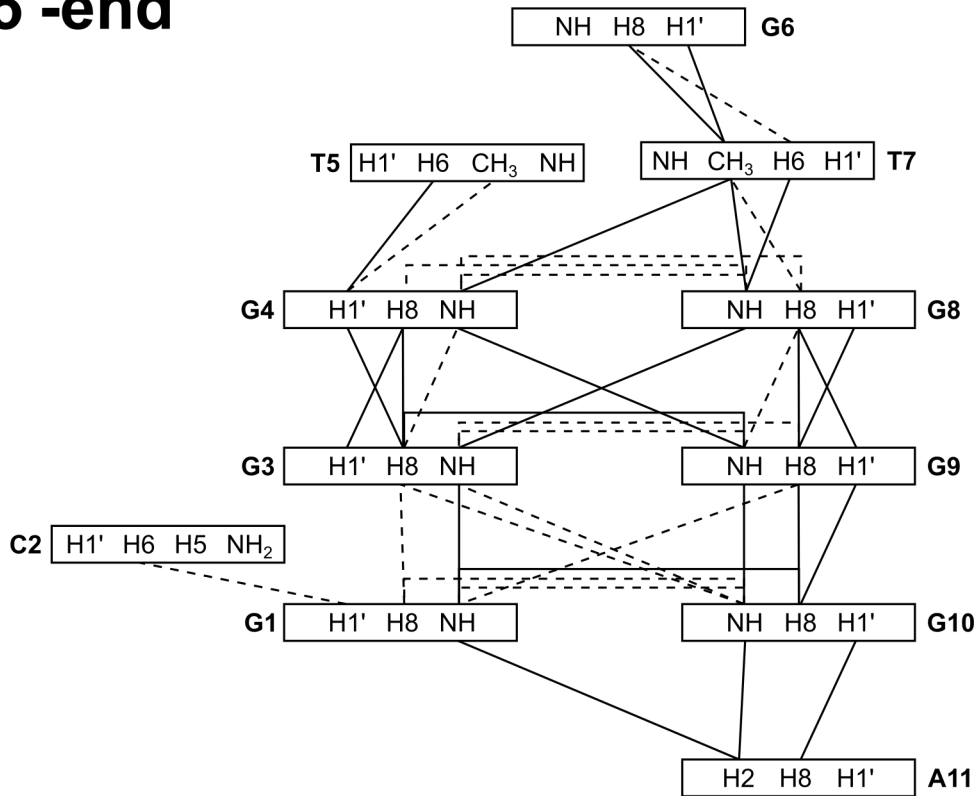 5'-end
NH H8 H1' G6
T5 H1' H6 CH₃ NH
NH CH₃ H6 H1' T7
G4 H1' H8 NH
NH H8 H1' G8
G3 H1' H8 NH
NH H8 H1' G9
C2 H1' H6 H5 NH₂
G1 H1' H8 NH
NH H8 H1' G10
H2 H8 H1' A11